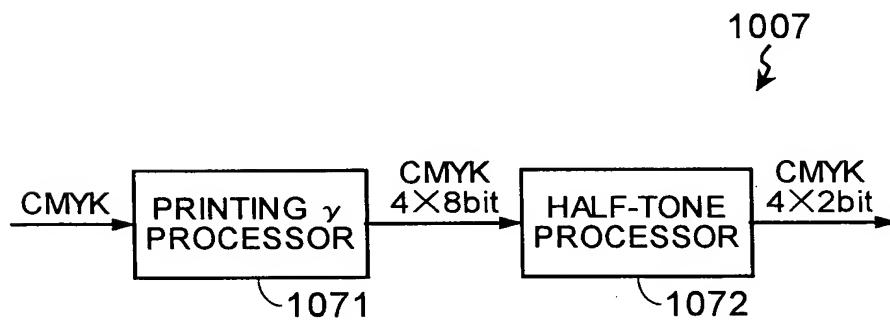 1007
CMYK
PRINTING γ
PROCESSOR
1071
CMYK
4×8bit
HALF-TONE
PROCESSOR
1072
CMYK
4×2bit